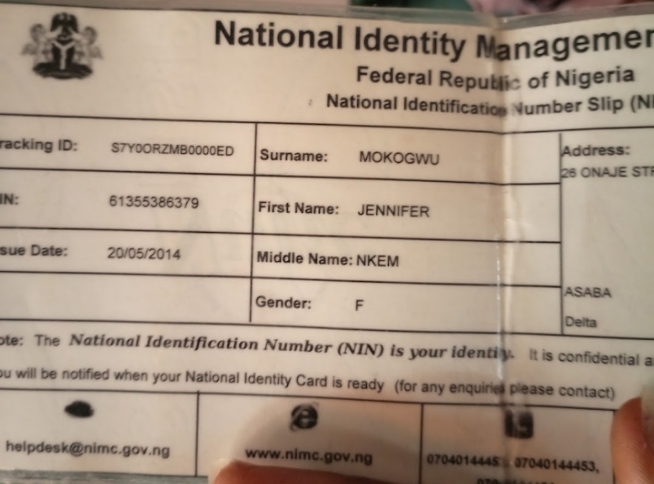 National Identity Managemen
Federal Republic of Nigeria
National Identification Number Slip (NI
racking ID: S7Y0ORZMB0000ED Surname: MOKOGWU Address:
26 ONAJE STR
IN: 61355386379 First Name: JENNIFER
sue Date: 20/05/2014 Middle Name: NKEM
Gender: F ASABA
Delta
ote: The National Identification Number (NIN) is your identity. It is confidential a
ou will be notified when your National Identity Card is ready (for any enquiries please contact)
helpdesk@nimc.gov.ng www.nimc.gov.ng 0704014445 07040144453,